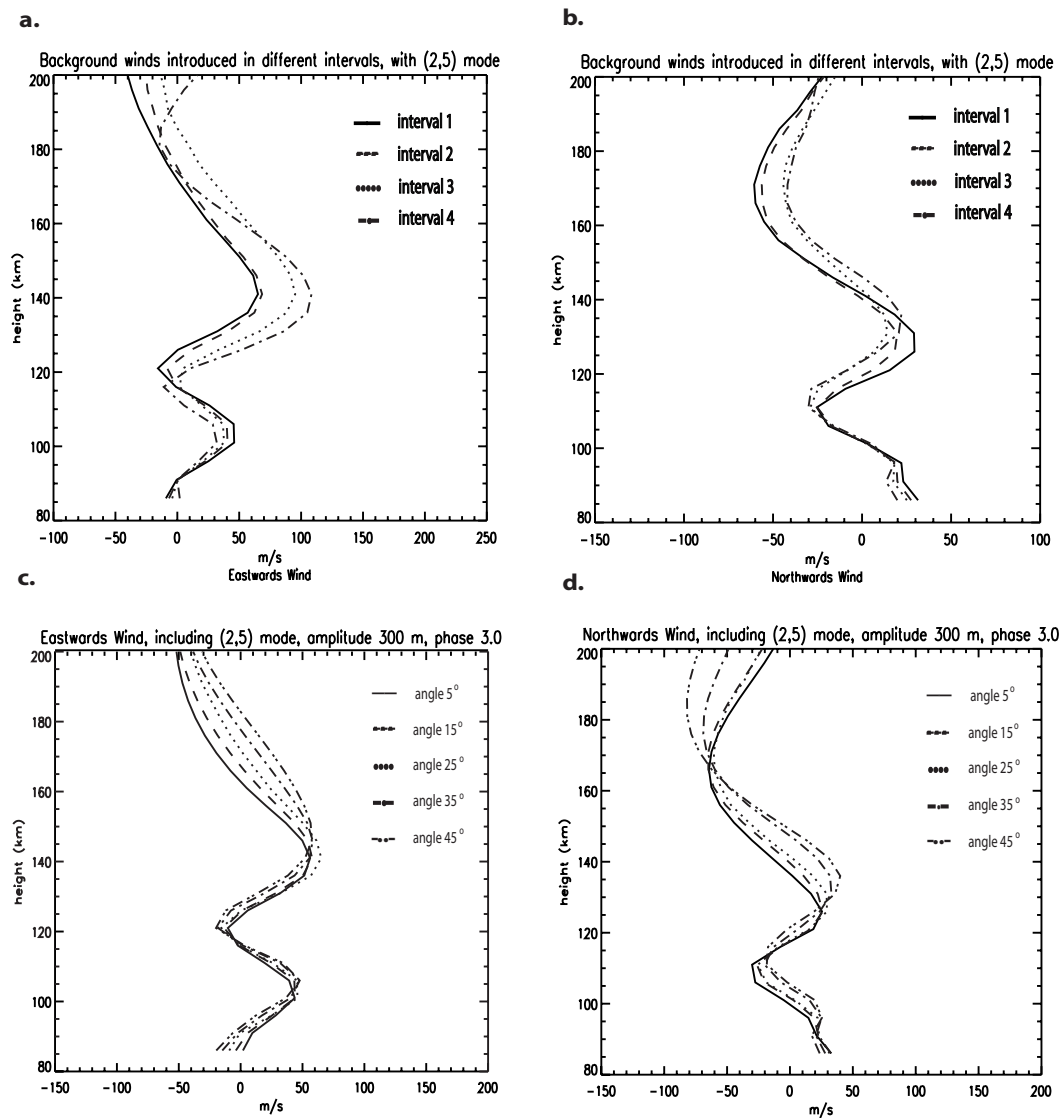 a.
Background winds introduced in different intervals, with (2,5) mode
200
180
160
140
120
100
80
height (km)
interval 1
interval 2
interval 3
interval 4
-100 -50 0 50 100 150 200 250
m/s
Eastwards Wind
b.
Background winds introduced in different intervals, with (2,5) mode
200
180
160
140
120
100
80
height (km)
interval 1
interval 2
interval 3
interval 4
-150 -100 -50 0 50 100
m/s
Northwards Wind
c.
Eastwards Wind, including (2,5) mode, amplitude 300 m, phase 3.0
200
180
160
140
120
100
80
height (km)
angle 5°
angle 15°
angle 25°
angle 35°
angle 45°
-150 -100 -50 0 50 100 150 200
m/s
d.
Northwards Wind, including (2,5) mode, amplitude 300 m, phase 3.0
200
180
160
140
120
100
80
height (km)
angle 5°
angle 15°
angle 25°
angle 35°
angle 45°
-150 -100 -50 0 50 100 150 200
m/s